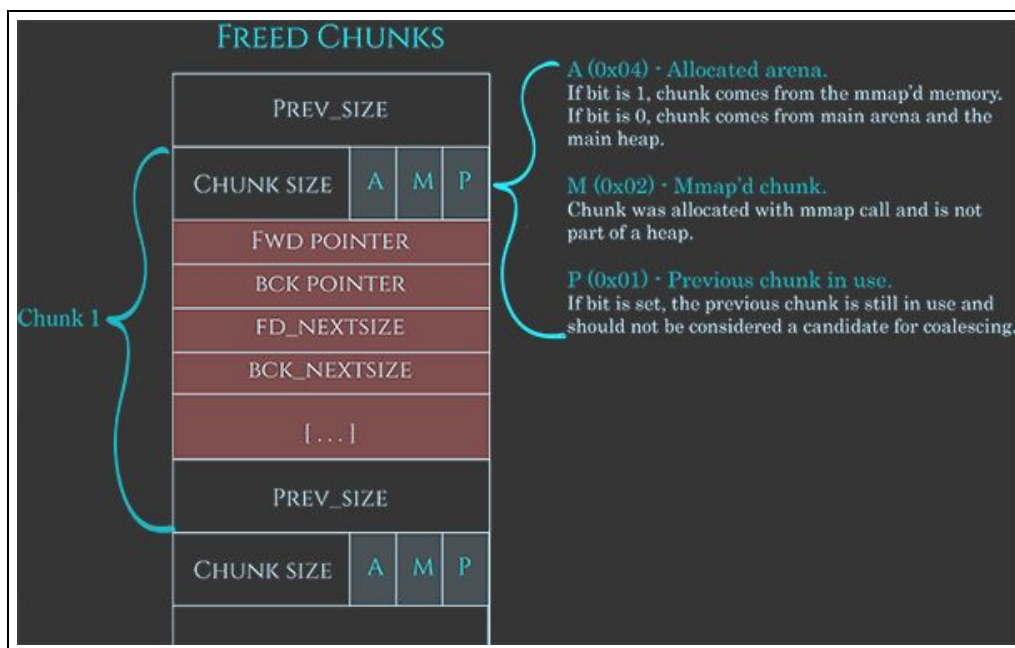 FREED CHUNKS
PREV_SIZE
CHUNK SIZE A M P
FWD POINTER
BCK POINTER
FD_NEXTSIZE
BCK_NEXTSIZE
[...]
PREV_SIZE
CHUNK SIZE A M P
Chunk 1
A (0x04) - Allocated arena.
If bit is 1, chunk comes from the mmap'd memory.
If bit is 0, chunk comes from main arena and the
main heap.
M (0x02) - Mmap'd chunk.
Chunk was allocated with mmap call and is not
part of a heap.
P (0x01) - Previous chunk in use.
If bit is set, the previous chunk is still in use and
should not be considered a candidate for coalescing.